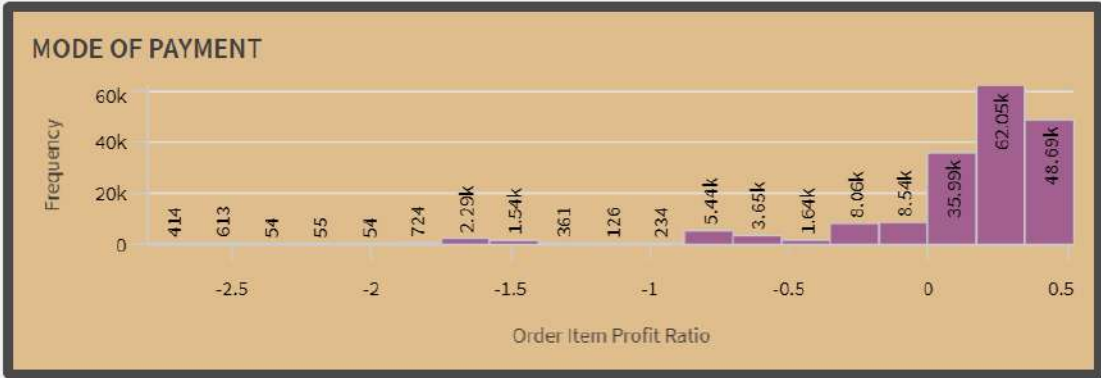 MODE OF PAYMENT
60k
40k
20k
0
Frequency
414
613
54
55
54
724
2.29k
1.54k
361
126
234
5.44k
3.65k
1.64k
8.06k
8.54k
35.99k
62.05k
48.69k
-2.5
-2
-1.5
-1
-0.5
0
0.5
Order Item Profit Ratio